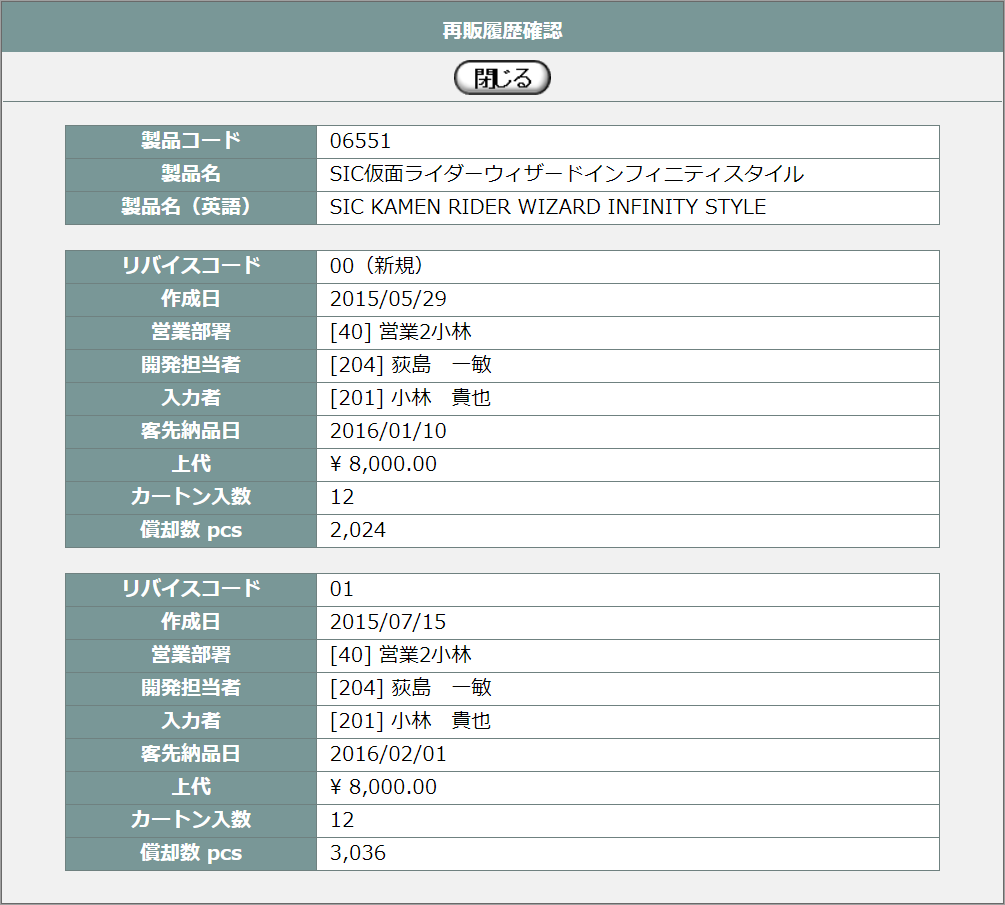 再販履歴確認
閉じる
製品コード 06551
製品名 SIC仮面ライダーウィザードインフィニティスタイル
製品名（英語） SIC KAMEN RIDER WIZARD INFINITY STYLE
リバイスコード 00（新規）
作成日 2015/05/29
営業部署 [40] 営業2小林
開発担当者 [204] 荻島　一敏
入力者 [201] 小林　貴也
客先納品日 2016/01/10
上代 ¥ 8,000.00
カートン入数 12
償却数 pcs 2,024
リバイスコード 01
作成日 2015/07/15
営業部署 [40] 営業2小林
開発担当者 [204] 荻島　一敏
入力者 [201] 小林　貴也
客先納品日 2016/02/01
上代 ¥ 8,000.00
カートン入数 12
償却数 pcs 3,036